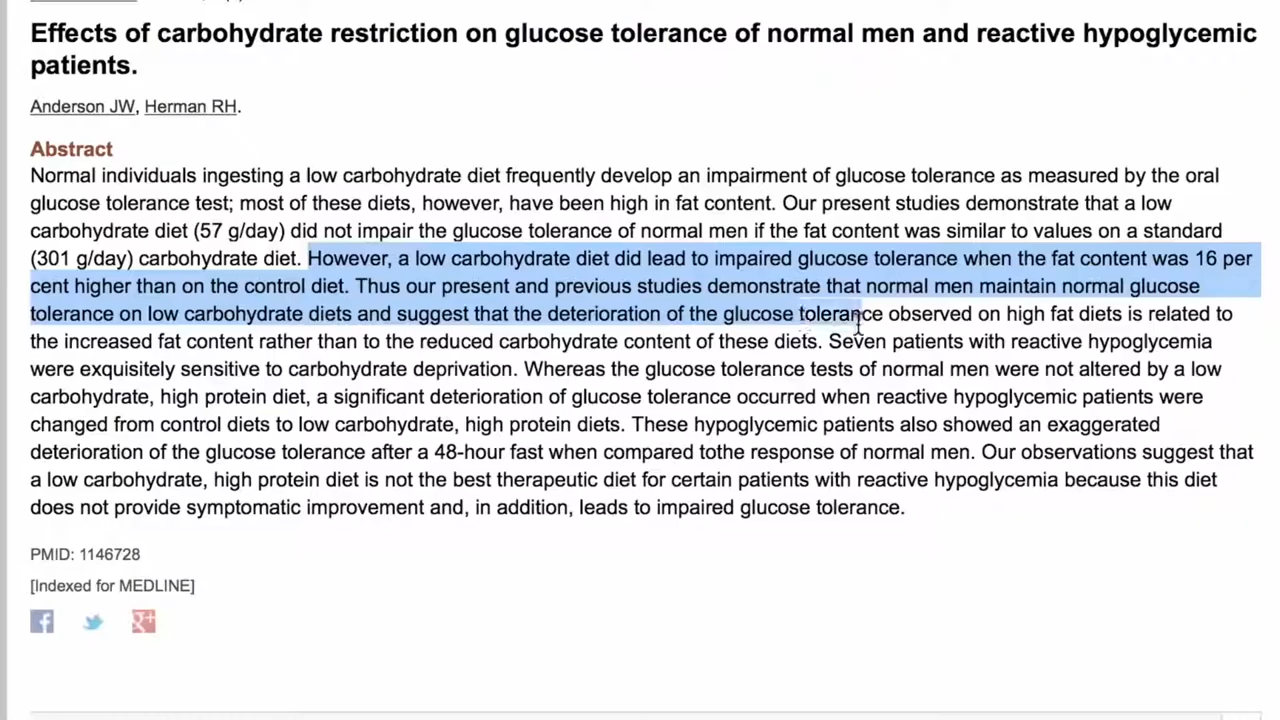 Effects of carbohydrate restriction on glucose tolerance of normal men and reactive hypoglycemic
patients.
Anderson JW, Herman RH.
Abstract
Normal individuals ingesting a low carbohydrate diet frequently develop an impairment of glucose tolerance as measured by the oral
glucose tolerance test; most of these diets, however, have been high in fat content. Our present studies demonstrate that a low
carbohydrate diet (57 g/day) did not impair the glucose tolerance of normal men if the fat content was similar to values on a standard
(301 g/day) carbohydrate diet. However, a low carbohydrate diet did lead to impaired glucose tolerance when the fat content was 16 per
cent higher than on the control diet. Thus our present and previous studies demonstrate that normal men maintain normal glucose
tolerance on low carbohydrate diets and suggest that the deterioration of the glucose tolerance observed on high fat diets is related to
the increased fat content rather than to the reduced carbohydrate content of these diets. Seven patients with reactive hypoglycemia
were exquisitely sensitive to carbohydrate deprivation. Whereas the glucose tolerance tests of normal men were not altered by a low
carbohydrate, high protein diet, a significant deterioration of glucose tolerance occurred when reactive hypoglycemic patients were
changed from control diets to low carbohydrate, high protein diets. These hypoglycemic patients also showed an exaggerated
deterioration of the glucose tolerance after a 48-hour fast when compared tothe response of normal men. Our observations suggest that
a low carbohydrate, high protein diet is not the best therapeutic diet for certain patients with reactive hypoglycemia because this diet
does not provide symptomatic improvement and, in addition, leads to impaired glucose tolerance.
PMID: 1146728
[Indexed for MEDLINE]